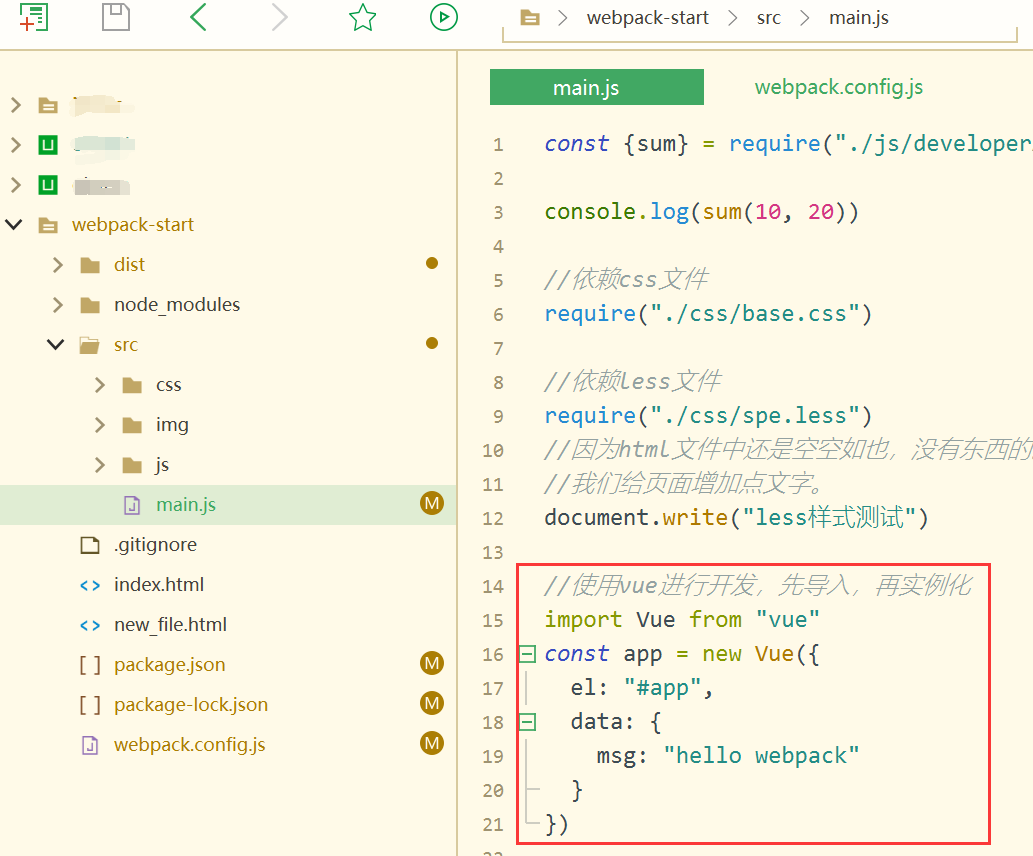 webpack-start
src
main.js
webpack-start
dist
node_modules
src
css
img
js
main.js
M
.gitignore
index.html
new_file.html
package.json
M
package-lock.json
M
webpack.config.js
M
main.js
webpack.config.js
1 const {sum} = require("./js/developer
2
3 console.log(sum(10, 20))
4
5 //依赖css文件
6 require("./css/base.css")
7
8 //依赖less文件
9 require("./css/spe.less")
10 //因为html文件中还是空空如也，没有东西的
11 //我们给页面增加点文字。
12 document.write("less样式测试")
13
14 //使用vue进行开发，先导入，再实例化
15 import Vue from "vue"
16 const app = new Vue({
17 el: "#app",
18 data: {
19 msg: "hello webpack"
20 }
21 })